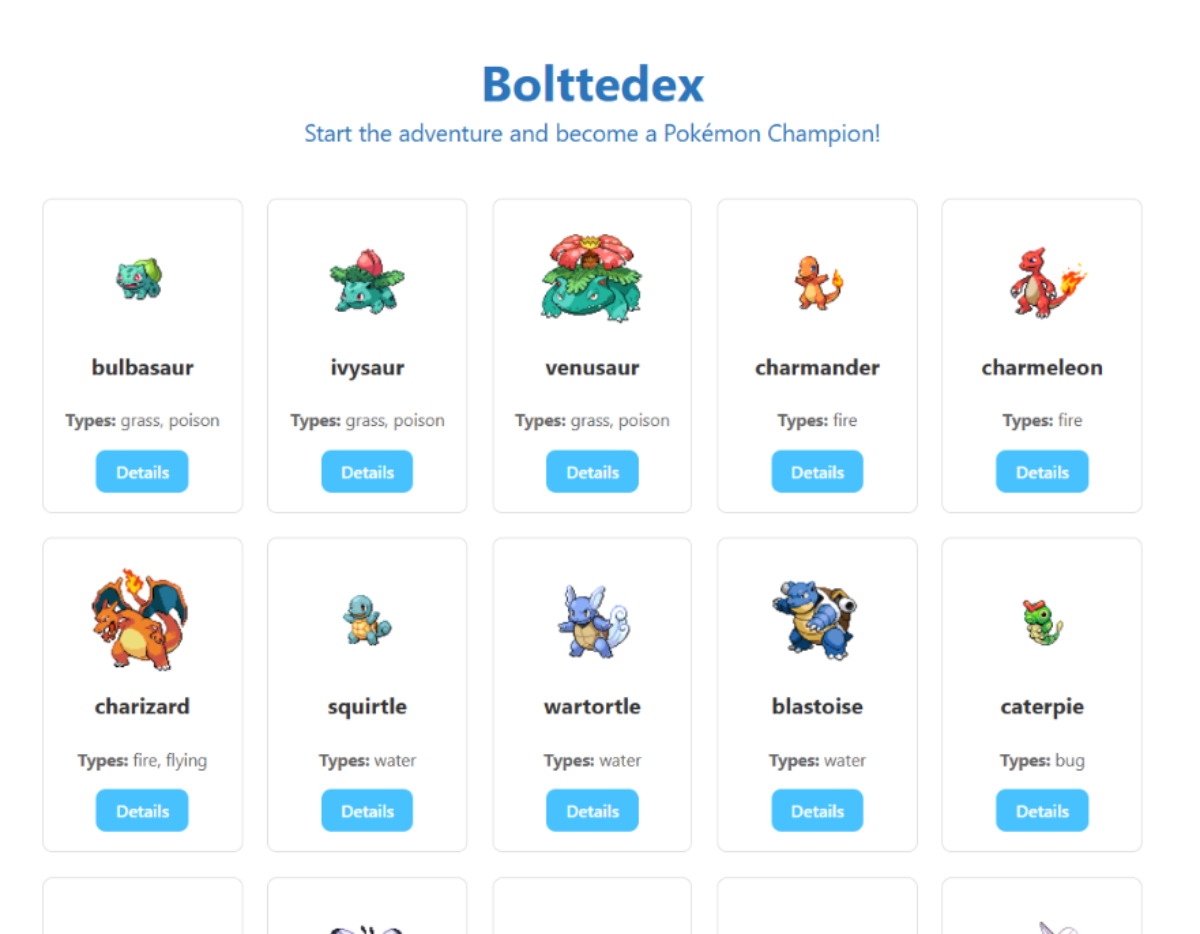 Bolttedex
Start the adventure and become a Pokémon Champion!
bulbasaur
Types: grass, poison
Details
ivysaur
Types: grass, poison
Details
venusaur
Types: grass, poison
Details
charmander
Types: fire
Details
charmeleon
Types: fire
Details
charizard
Types: fire, flying
Details
squirtle
Types: water
Details
wartortle
Types: water
Details
blastoise
Types: water
Details
caterpie
Types: bug
Details